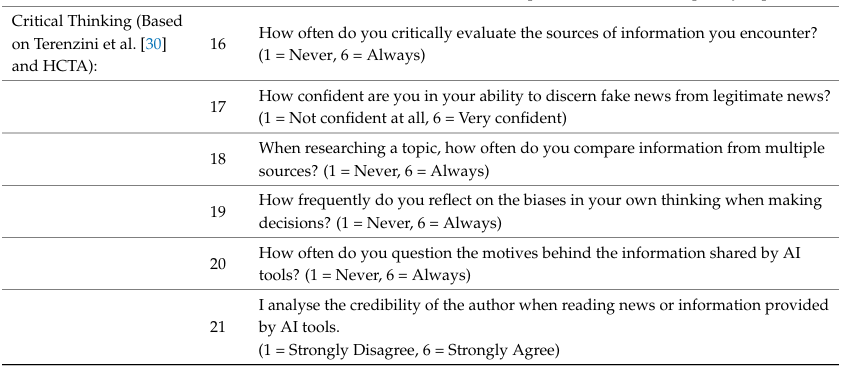 Critical Thinking (Based
on Terenzini et al. [30]
and HCTA):
16
How often do you critically evaluate the sources of information you encounter?
(1 = Never, 6 = Always)
17
How confident are you in your ability to discern fake news from legitimate news?
(1 = Not confident at all, 6 = Very confident)
18
When researching a topic, how often do you compare information from multiple
sources? (1 = Never, 6 = Always)
19
How frequently do you reflect on the biases in your own thinking when making
decisions? (1 = Never, 6 = Always)
20
How often do you question the motives behind the information shared by AI
tools? (1 = Never, 6 = Always)
21
I analyse the credibility of the author when reading news or information provided
by AI tools.
(1 = Strongly Disagree, 6 = Strongly Agree)